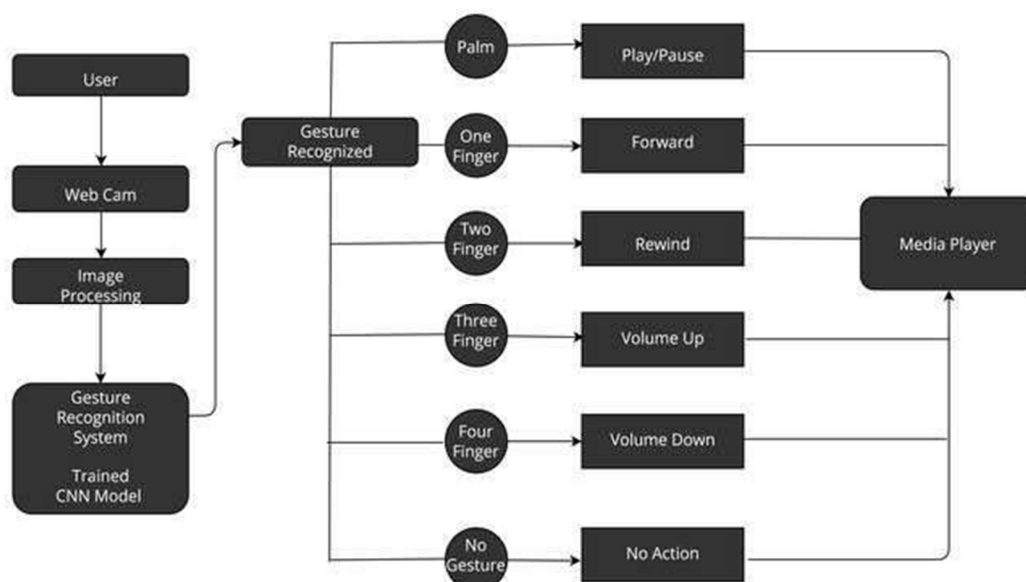 User
Web Cam
Image
Processing
Gesture
Recognition
System
Trained
CNN Model
Gesture
Recognized
Palm
Play/Pause
One
Finger
Forward
Two
Finger
Rewind
Three
Finger
Volume Up
Four
Finger
Volume Down
No
Gesture
No Action
Media Player